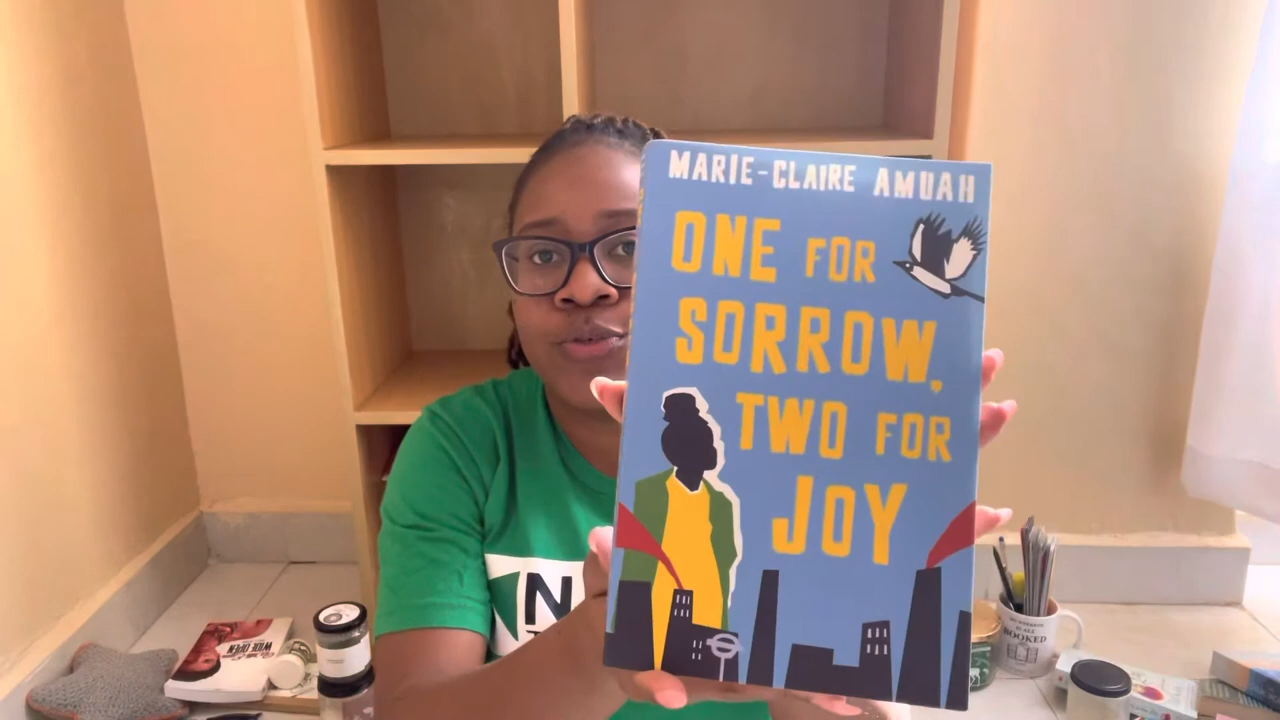 MARIE-CLAIRE AMUAH
ONE FOR
SORROW,
TWO FOR
JOY
N
WIDE OPEN
BOOKED